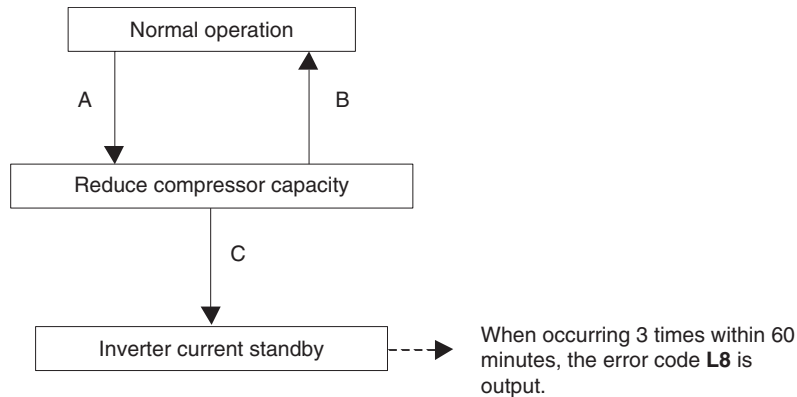 Normal operation
A
B
Reduce compressor capacity
C
Inverter current standby
When occurring 3 times within 60
minutes, the error code L8 is
output.